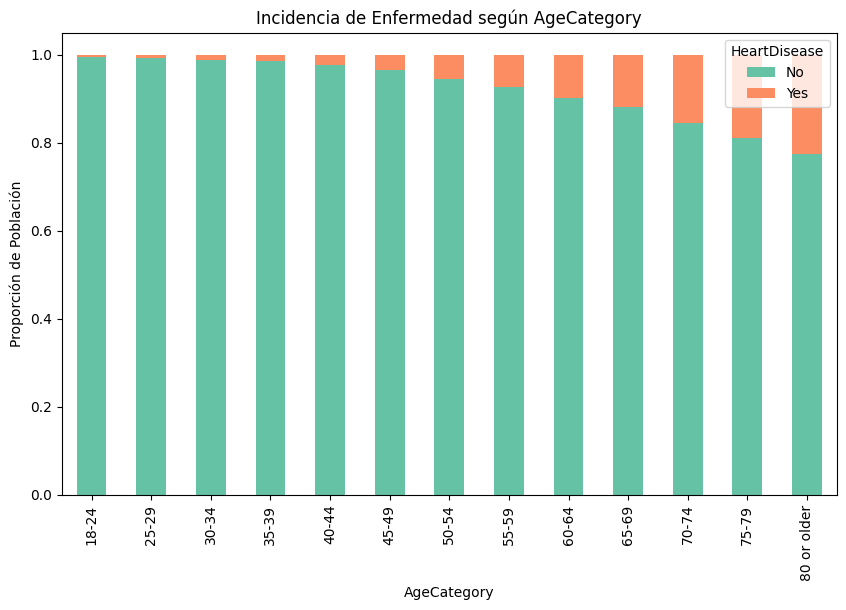 Incidencia de Enfermedad según AgeCategory
HeartDisease
No
Yes
Proporción de Población
1.0
0.8
0.6
0.4
0.2
0.0
18-24
25-29
30-34
35-39
40-44
45-49
50-54
55-59
60-64
65-69
70-74
75-79
80 or older
AgeCategory